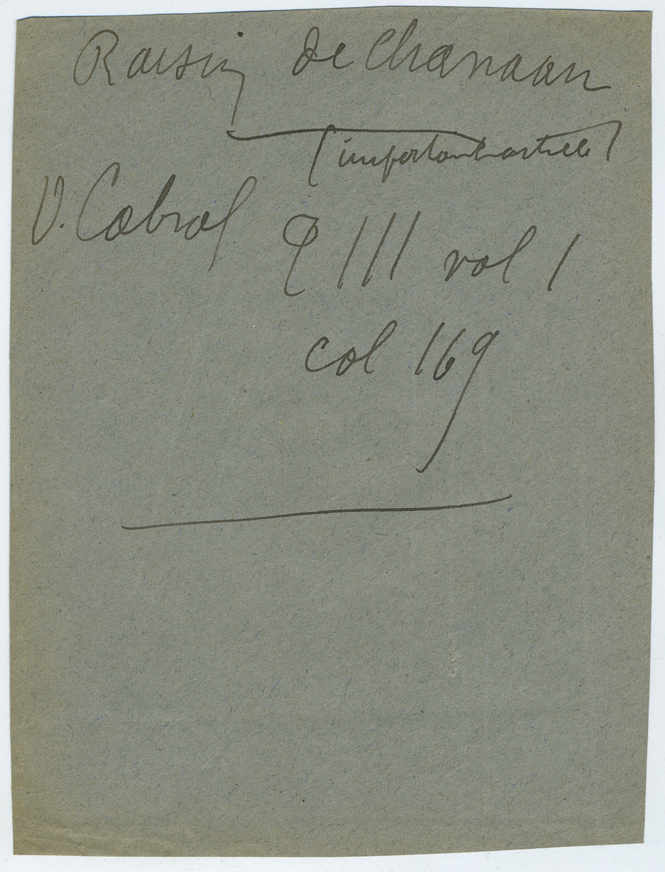 Raisin de Chanaan
(important article)
V. Cabrol
P III vol 1
col 169